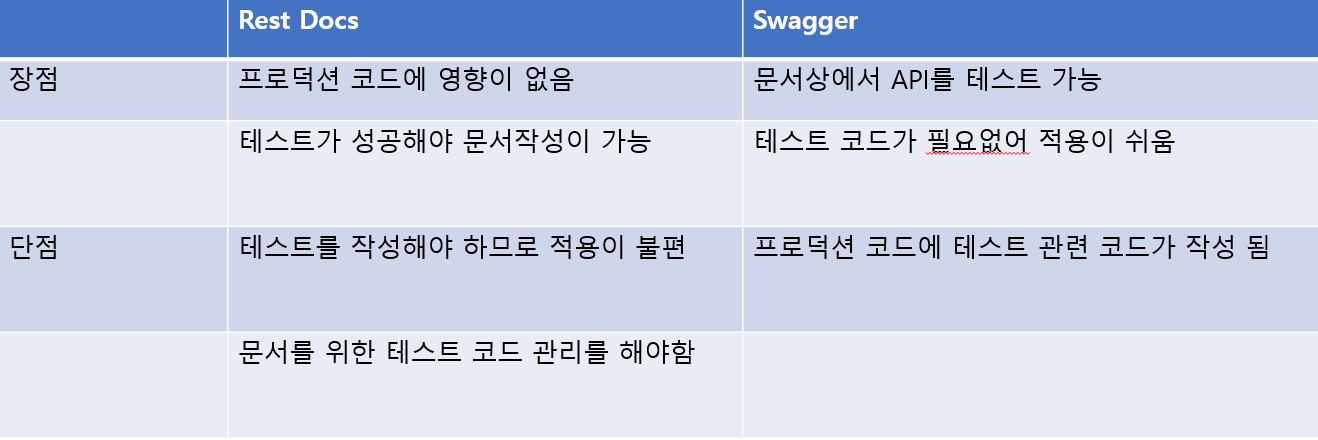 Rest Docs
Swagger
장점
프로덕션 코드에 영향이 없음
문서상에서 API를 테스트 가능
테스트가 성공해야 문서작성이 가능
테스트 코드가 필요없어 적용이 쉬움
단점
테스트를 작성해야 하므로 적용이 불편
프로덕션 코드에 테스트 관련 코드가 작성 됨
문서를 위한 테스트 코드 관리를 해야함